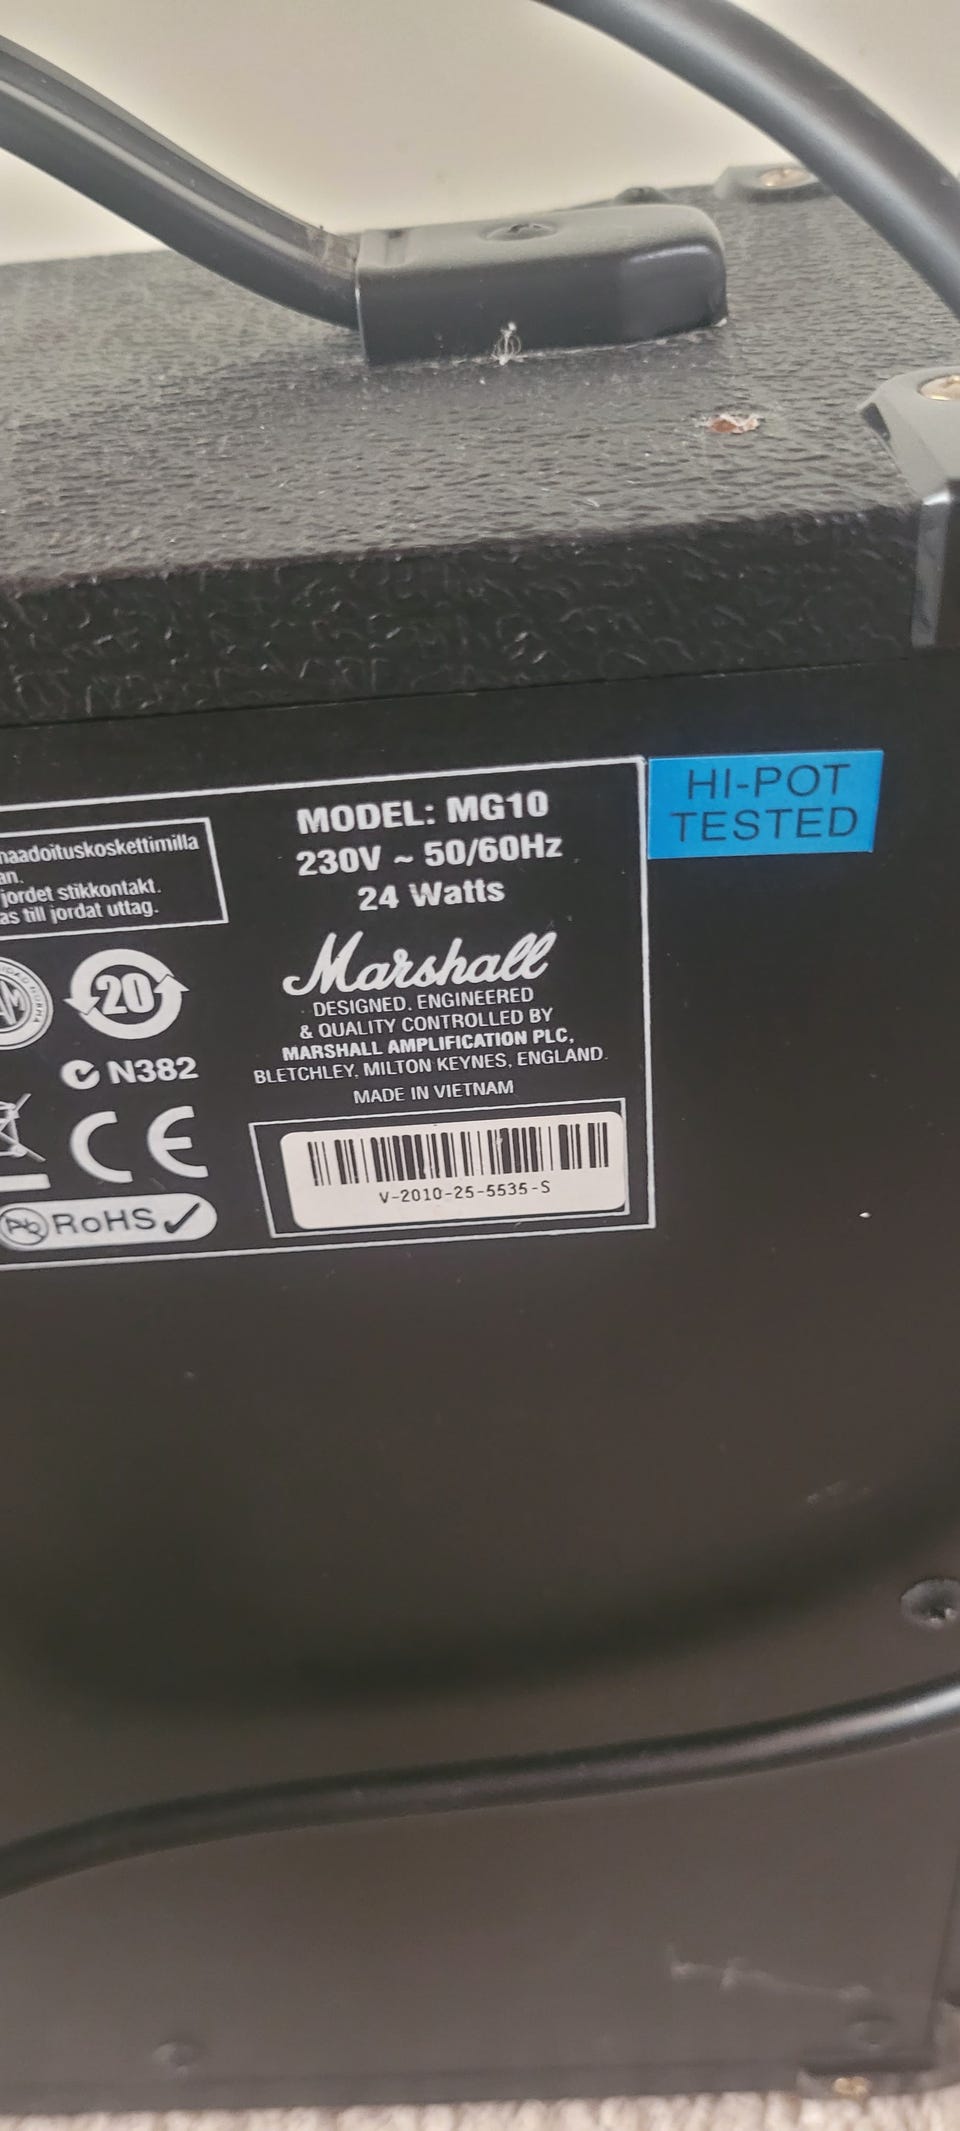 MODEL: MG10
230V ~ 50/60Hz
24 Watts
HI-POT
TESTED
an.
jordet stikkontakt.
till jordat uttag.
20
N382
CE
RoHS
Marshall
DESIGNED. ENGINEERED
& QUALITY CONTROLLED BY
MARSHALL AMPLIFICATION PLC,
BLETCHLEY, MILTON KEYNES, ENGLAND.
MADE IN VIETNAM
V-2010-25-5535-S